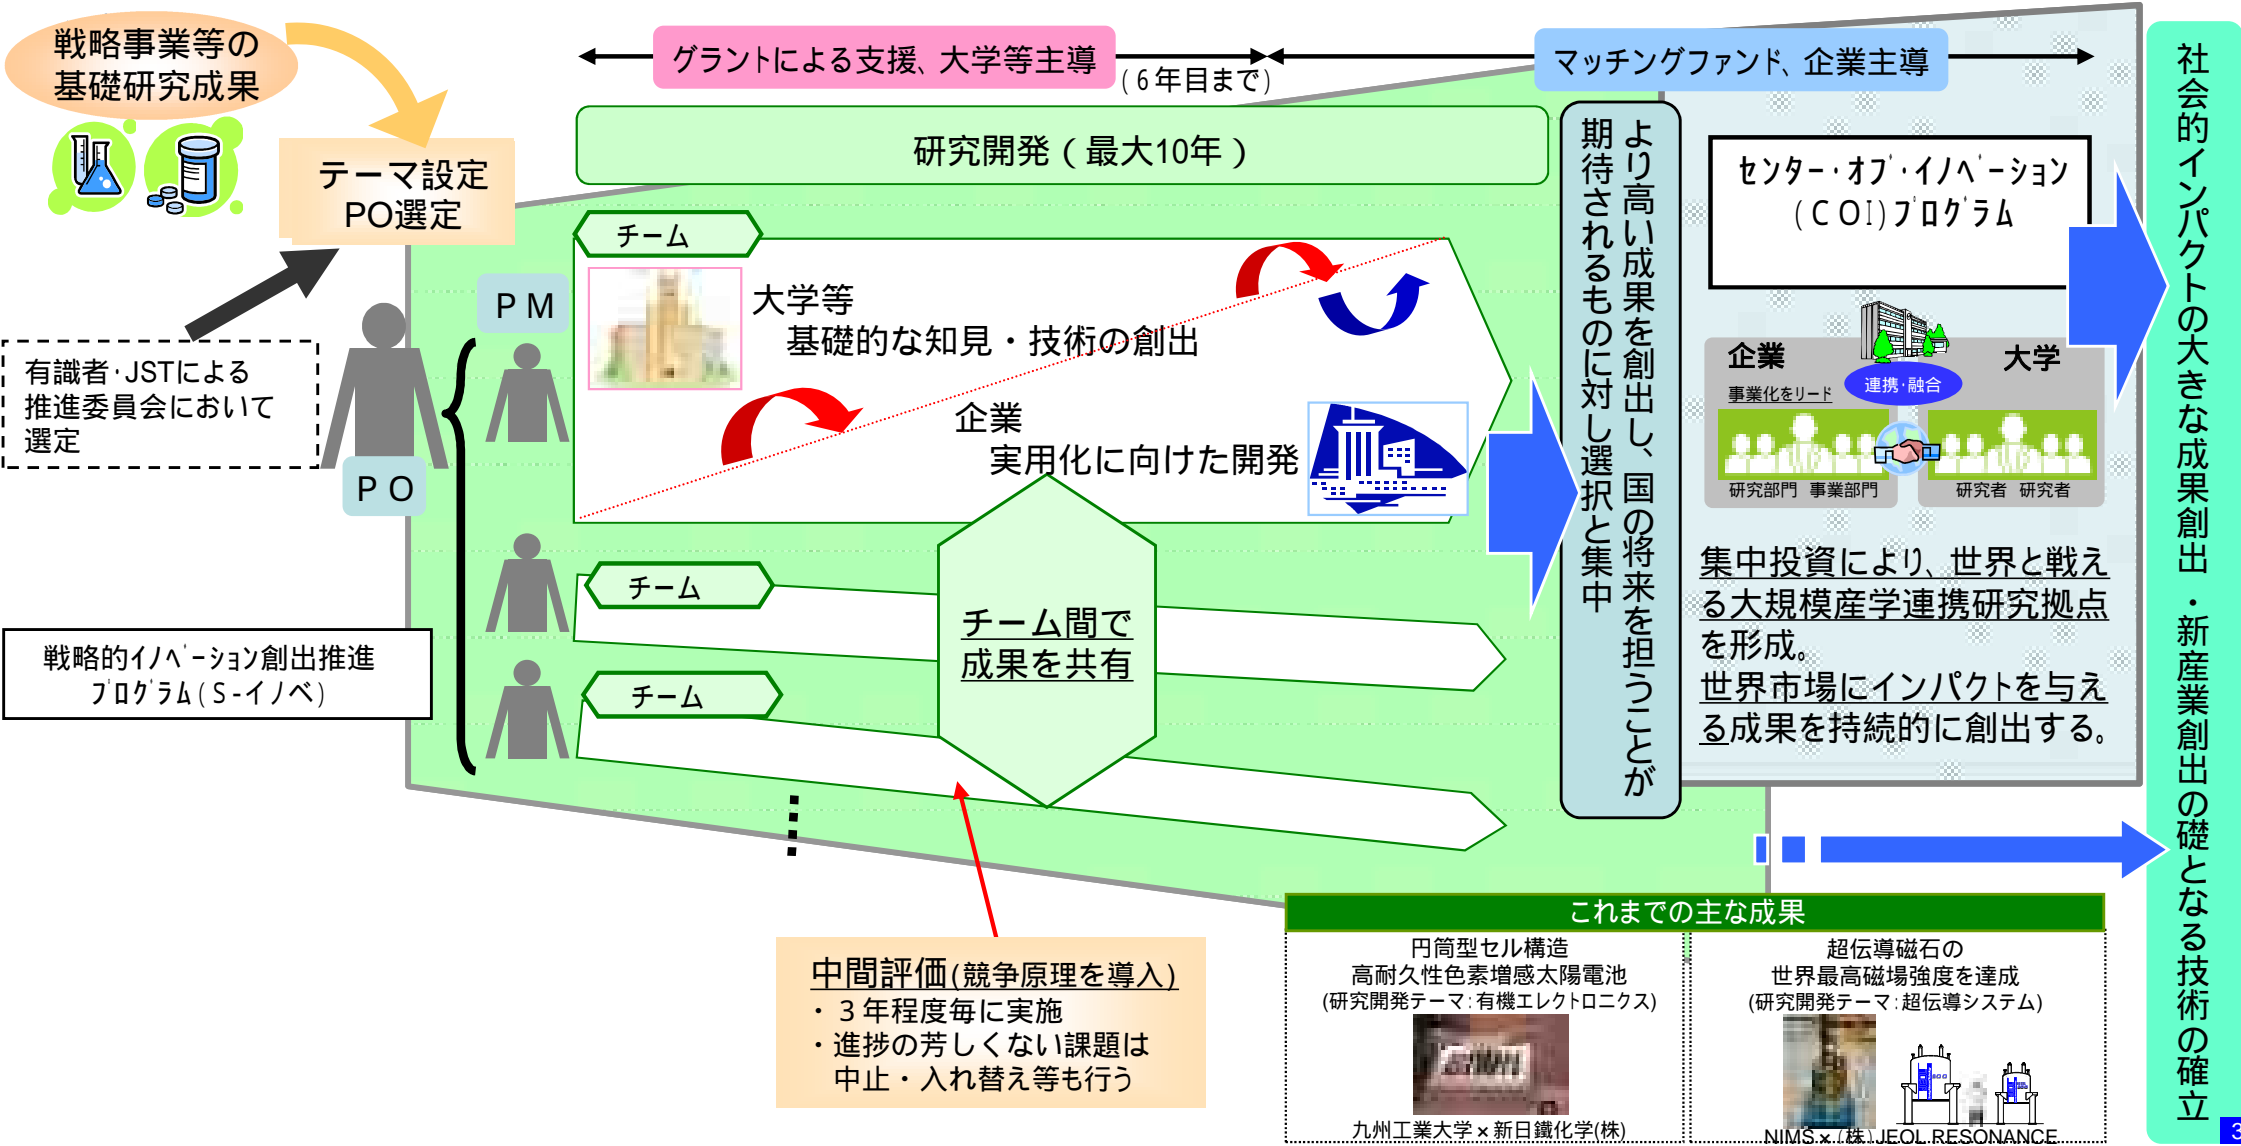 戦略事業等の
基礎研究成果
グラントによる支援、大学等主導
(６年目まで)
マッチングファンド、企業主導
研究開発（最大10年）
テーマ設定
PO選定
有識者・JSTによる
推進委員会において
選定
ＰＯ
ＰＭ
戦略的ｲﾉﾍﾞｰｼｮﾝ創出推進
ﾌﾟﾛｸﾞﾗﾑ(Ｓ-イノベ)
チーム
大学等
基礎的な知見・技術の創出
企業
実用化に向けた開発
チーム
チーム
チーム間で
成果を共有
中間評価(競争原理を導入)
・３年程度毎に実施
・進捗の芳しくない課題は
中止・入れ替え等も行う
より高い成果を創出し、国の将来を担うことが
期待されるものに対し選択と集中
ｾﾝﾀｰ・ｵﾌﾞ・ｲﾉﾍﾞｰｼｮﾝ
(ＣＯI)ﾌﾟﾛｸﾞﾗﾑ
企業
大学
連携・融合
事業化をリード
研究部門 事業部門
研究者 研究者
集中投資により、世界と戦え
る大規模産学連携研究拠点
を形成。
世界市場にインパクトを与え
る成果を持続的に創出する。
社会的インパクトの大きな成果創出・新産業創出の礎となる技術の確立
これまでの主な成果
円筒型セル構造
高耐久性色素増感太陽電池
(研究開発テーマ：有機エレクトロニクス)
九州工業大学×新日鐵化学(株)
超伝導磁石の
世界最高磁場強度を達成
(研究開発テーマ：超伝導システム)
NIMS×(株)JEOL RESONANCE
3